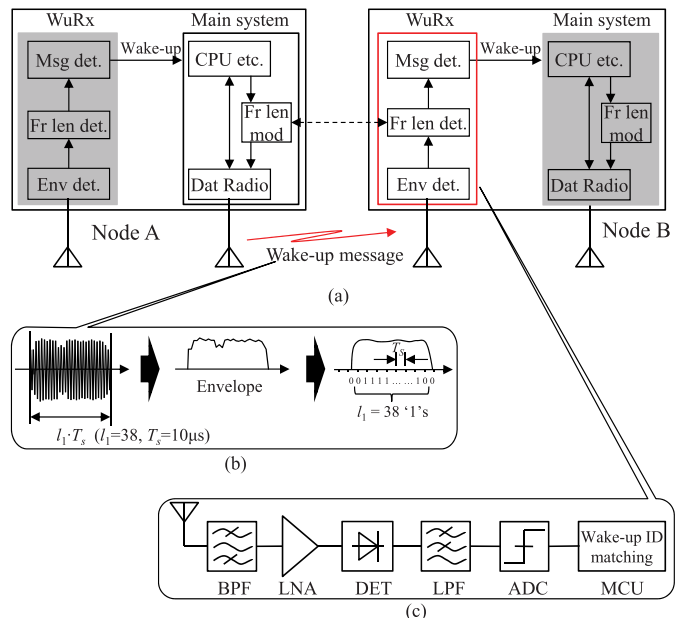 WuRx
Main system
WuRx
Main system
Msg det.
Wake-up
CPU etc.
Msg det.
Wake-up
CPU etc.
Fr len det.
Fr len
mod
Fr len det.
Fr len
mod
Env det.
Dat Radio
Env det.
Dat Radio
Node A
Node B
Wake-up message
(a)
Envelope
Ts
0 0 1 1 1 1 ... ... 1 0 0
l1·Ts (l1=38, Ts=10μs)
l1 = 38 '1's
(b)
Wake-up ID
matching
BPF
LNA
DET
LPF
ADC
MCU
(c)